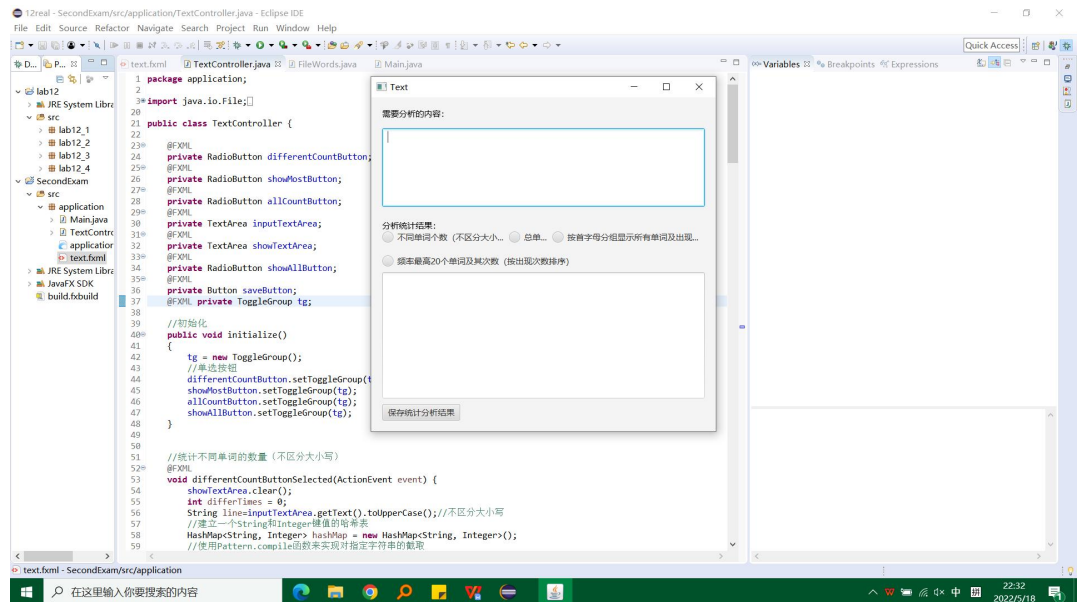 12real - SecondExam/src/application/TextController.java - Eclipse IDE
File Edit Source Refactor Navigate Search Project Run Window Help
Quick Access
D... P...
text.fxml TextController.java FileWords.java Main.java
Variables Breakpoints Expressions
lab12
JRE System Libra
src
lab12_1
lab12_2
lab12_3
lab12_4
SecondExam
src
application
Main.java
TextContro
application
text.fxml
JRE System Libra
JavaFX SDK
build.fxbuild
1 package application;
2
3 import java.io.File;
20
21 public class TextController {
22
23 @FXML
24 private RadioButton differentCountButton;
25 @FXML
26 private RadioButton showMostButton;
27 @FXML
28 private RadioButton allCountButton;
29 @FXML
30 private TextArea inputTextArea;
31 @FXML
32 private TextArea showTextArea;
33 @FXML
34 private RadioButton showAllButton;
35 @FXML
36 private Button saveButton;
37 @FXML private ToggleGroup tg;
38
39 //初始化
40 public void initialize()
41 {
42 tg = new ToggleGroup();
43 //单选按钮
44 differentCountButton.setToggleGroup(t
45 showMostButton.setToggleGroup(tg);
46 allCountButton.setToggleGroup(tg);
47 showAllButton.setToggleGroup(tg);
48 }
49
50
51 //统计不同单词的数量（不区分大小写）
52 @FXML
53 void differentCountButtonSelected(ActionEvent event) {
54 showTextArea.clear();
55 int differTimes = 0;
56 String line=inputTextArea.getText().toUpperCase();//不区分大小写
57 //建立一个String和Integer键值的哈希表
58 HashMap<String, Integer> hashMap = new HashMap<String, Integer>();
59 //使用Pattern.compile函数来实现对指定字符串的截取
Text
需要分析的内容：
分析统计结果：
不同单词个数（不区分大小... 总单... 按首字母分组显示所有单词及出现...
频率最高20个单词及其次数（按出现次数排序）
保存统计分析结果
text.fxml - SecondExam/src/application
在这里输入你要搜索的内容
中
22:32
2022/5/18